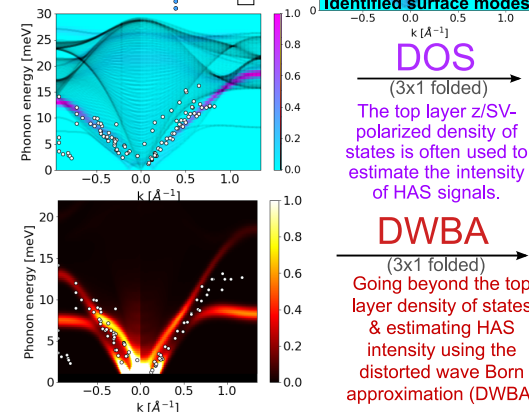 Identified surface modes
0
−0.5 0.0 0.5 1.0
k [Å⁻¹]
30
25
20
15
10
5
0
Phonon energy [meV]
−0.5 0.0 0.5 1.0
k [Å⁻¹]
1.0
0.8
0.6
0.4
0.2
0.0
DOS
(3x1 folded)
The top layer z/SV-
polarized density of
states is often used to
estimate the intensity
of HAS signals.
20
15
10
5
0
Phonon energy [meV]
−0.5 0.0 0.5 1.0
k [Å⁻¹]
1.0
0.8
0.6
0.4
0.2
0.0
DWBA
(3x1 folded)
Going beyond the top
layer density of states
& estimating HAS
intensity using the
distorted wave Born
approximation (DWBA